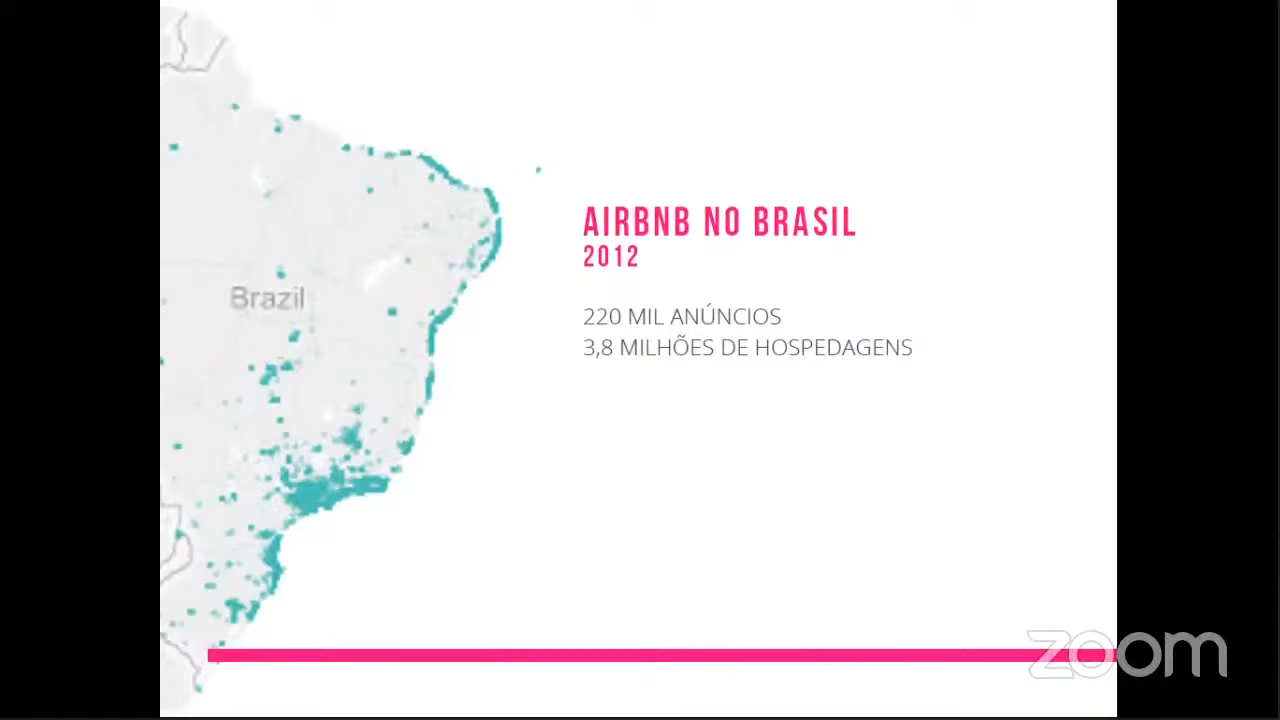 Brazil
AIRBNB NO BRASIL
2012
220 MIL ANÚNCIOS
3,8 MILHÕES DE HOSPEDAGENS
zoom